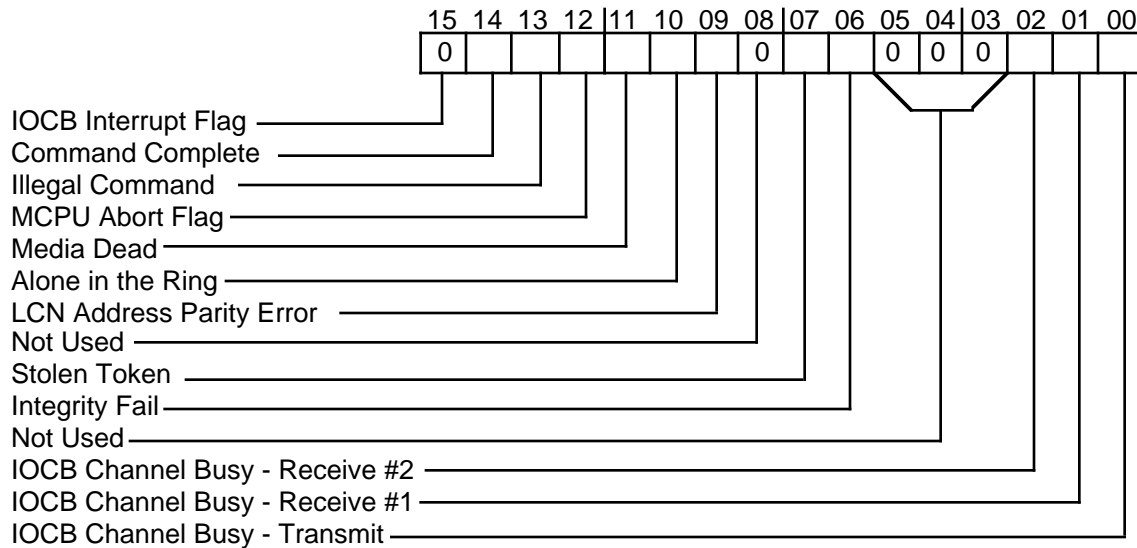 15 14 13 12 11 10 09 08 07 06 05 04 03 02 01 00
0 0 0 0 0
IOCB Interrupt Flag
Command Complete
Illegal Command
MCPU Abort Flag
Media Dead
Alone in the Ring
LCN Address Parity Error
Not Used
Stolen Token
Integrity Fail
Not Used
IOCB Channel Busy - Receive #2
IOCB Channel Busy - Receive #1
IOCB Channel Busy - Transmit